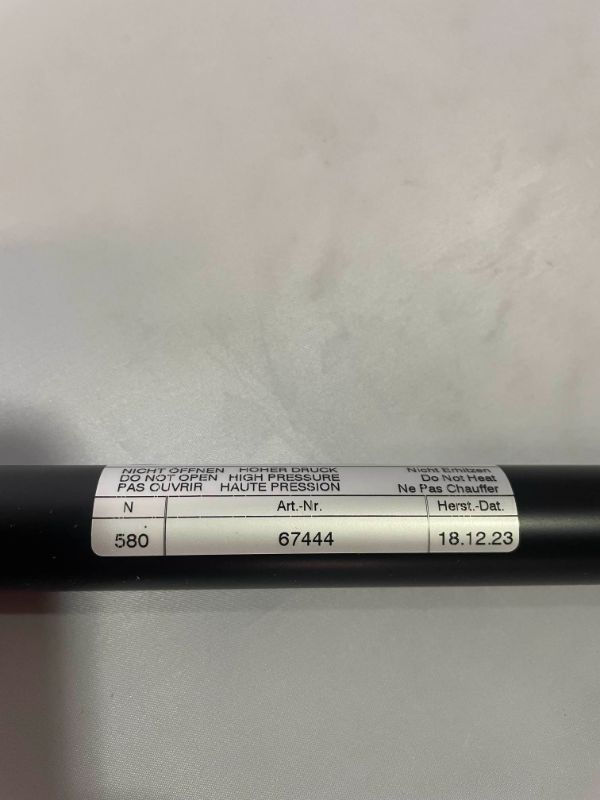 NICHT ÖFFNEN HOHER DRUCK Nicht Erhitzen
DO NOT OPEN HIGH PRESSURE Do Not Heat
PAS OUVRIR HAUTE PRESSION Ne Pas Chauffer
N Art.-Nr. Herst.-Dat.
580 67444 18.12.23